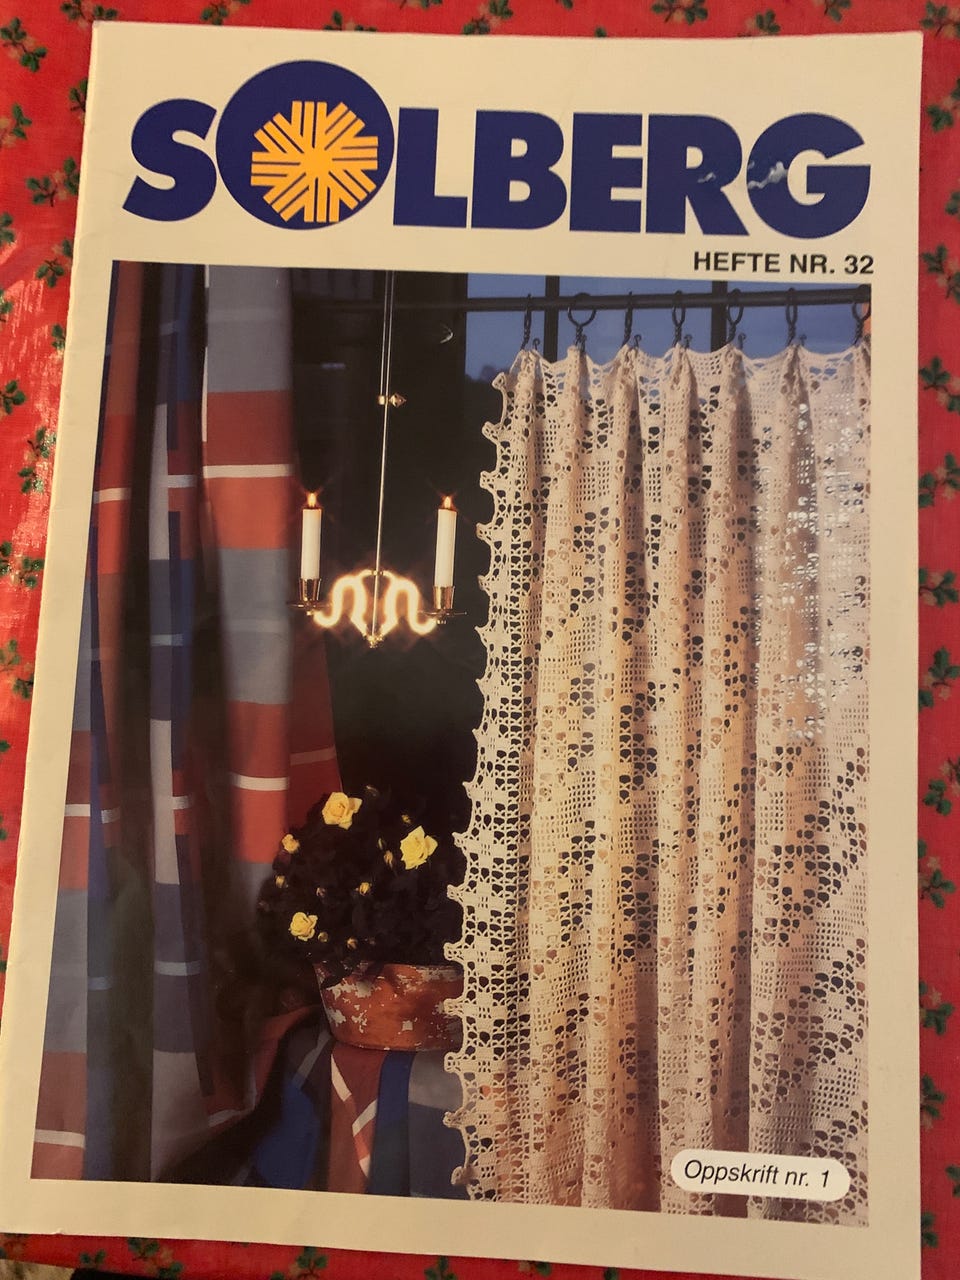 SOLBERG
HEFTE NR. 32
Oppskrift nr. 1